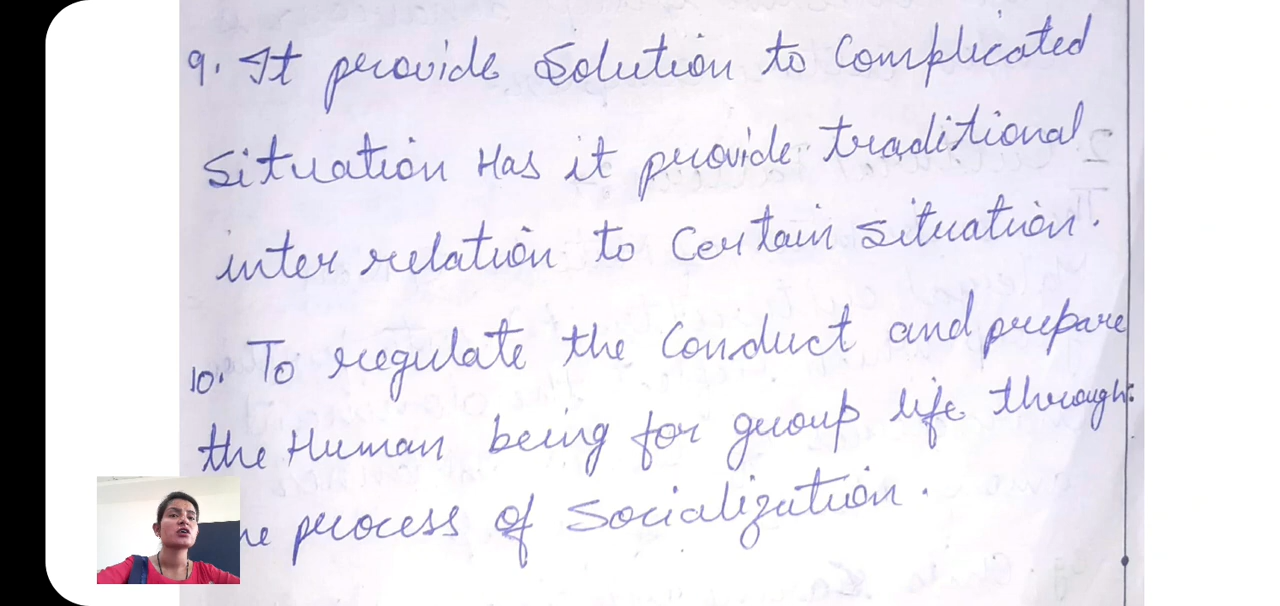 9. It provide Solution to Complicated
Situation Has it provide traditional
inter relation to Certain situation.
10. To regulate the Conduct and prepare
the Human being for group life through
process of Socialization.